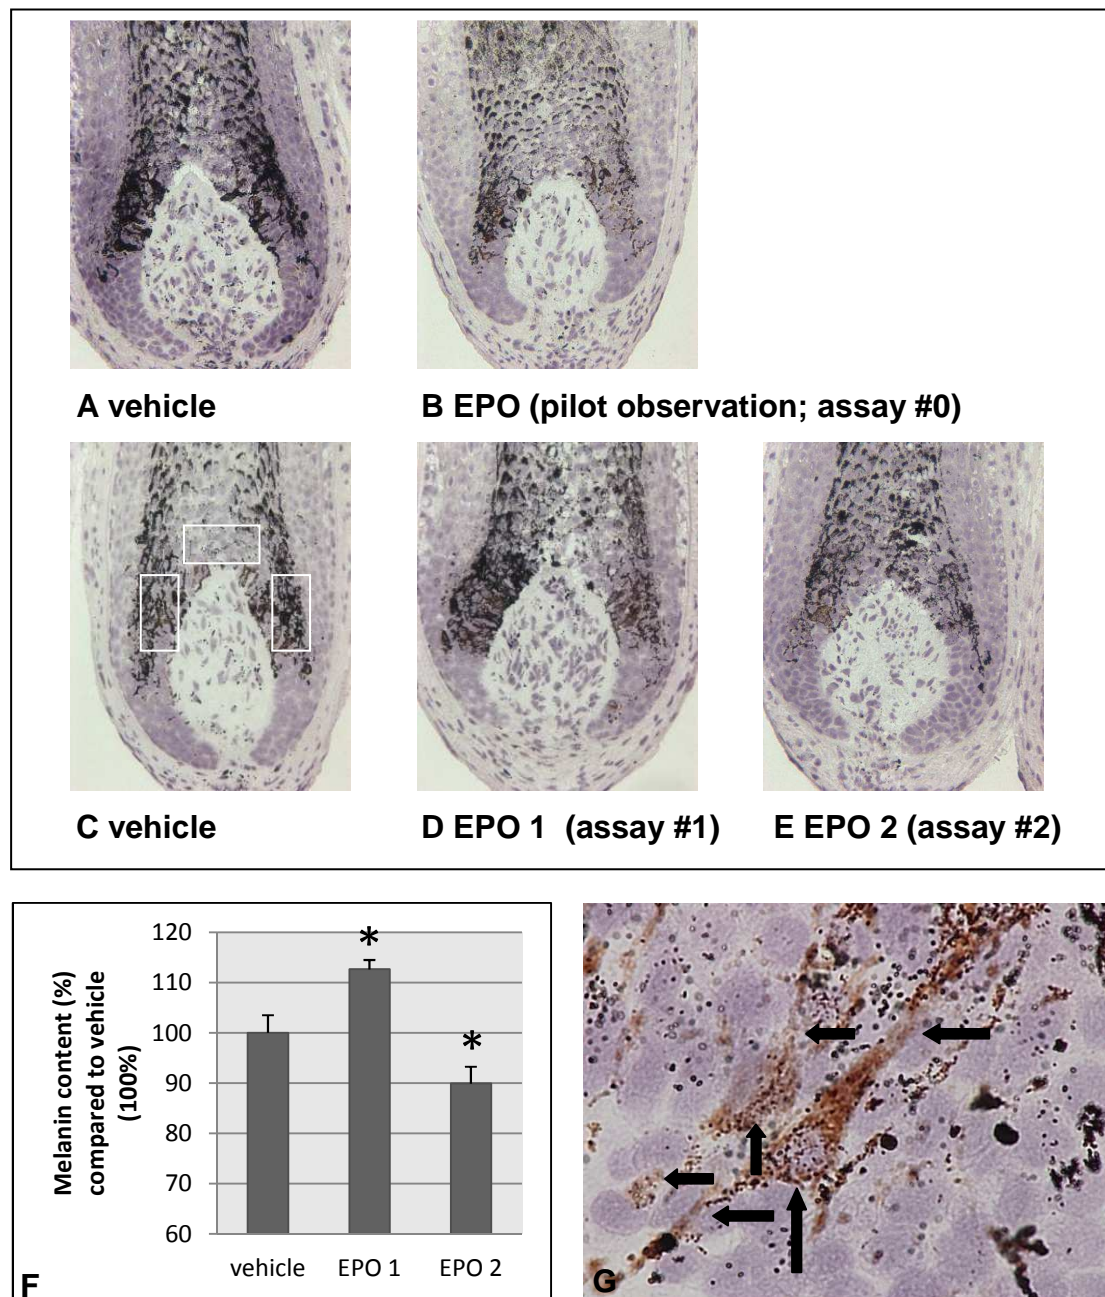 A vehicle
B EPO (pilot observation; assay #0)
C vehicle
D EPO 1 (assay #1)
E EPO 2 (assay #2)
Melanin content (%)
compared to vehicle
(100%)
120
110
100
90
80
70
60
*
*
vehicle
EPO 1
EPO 2
F
G